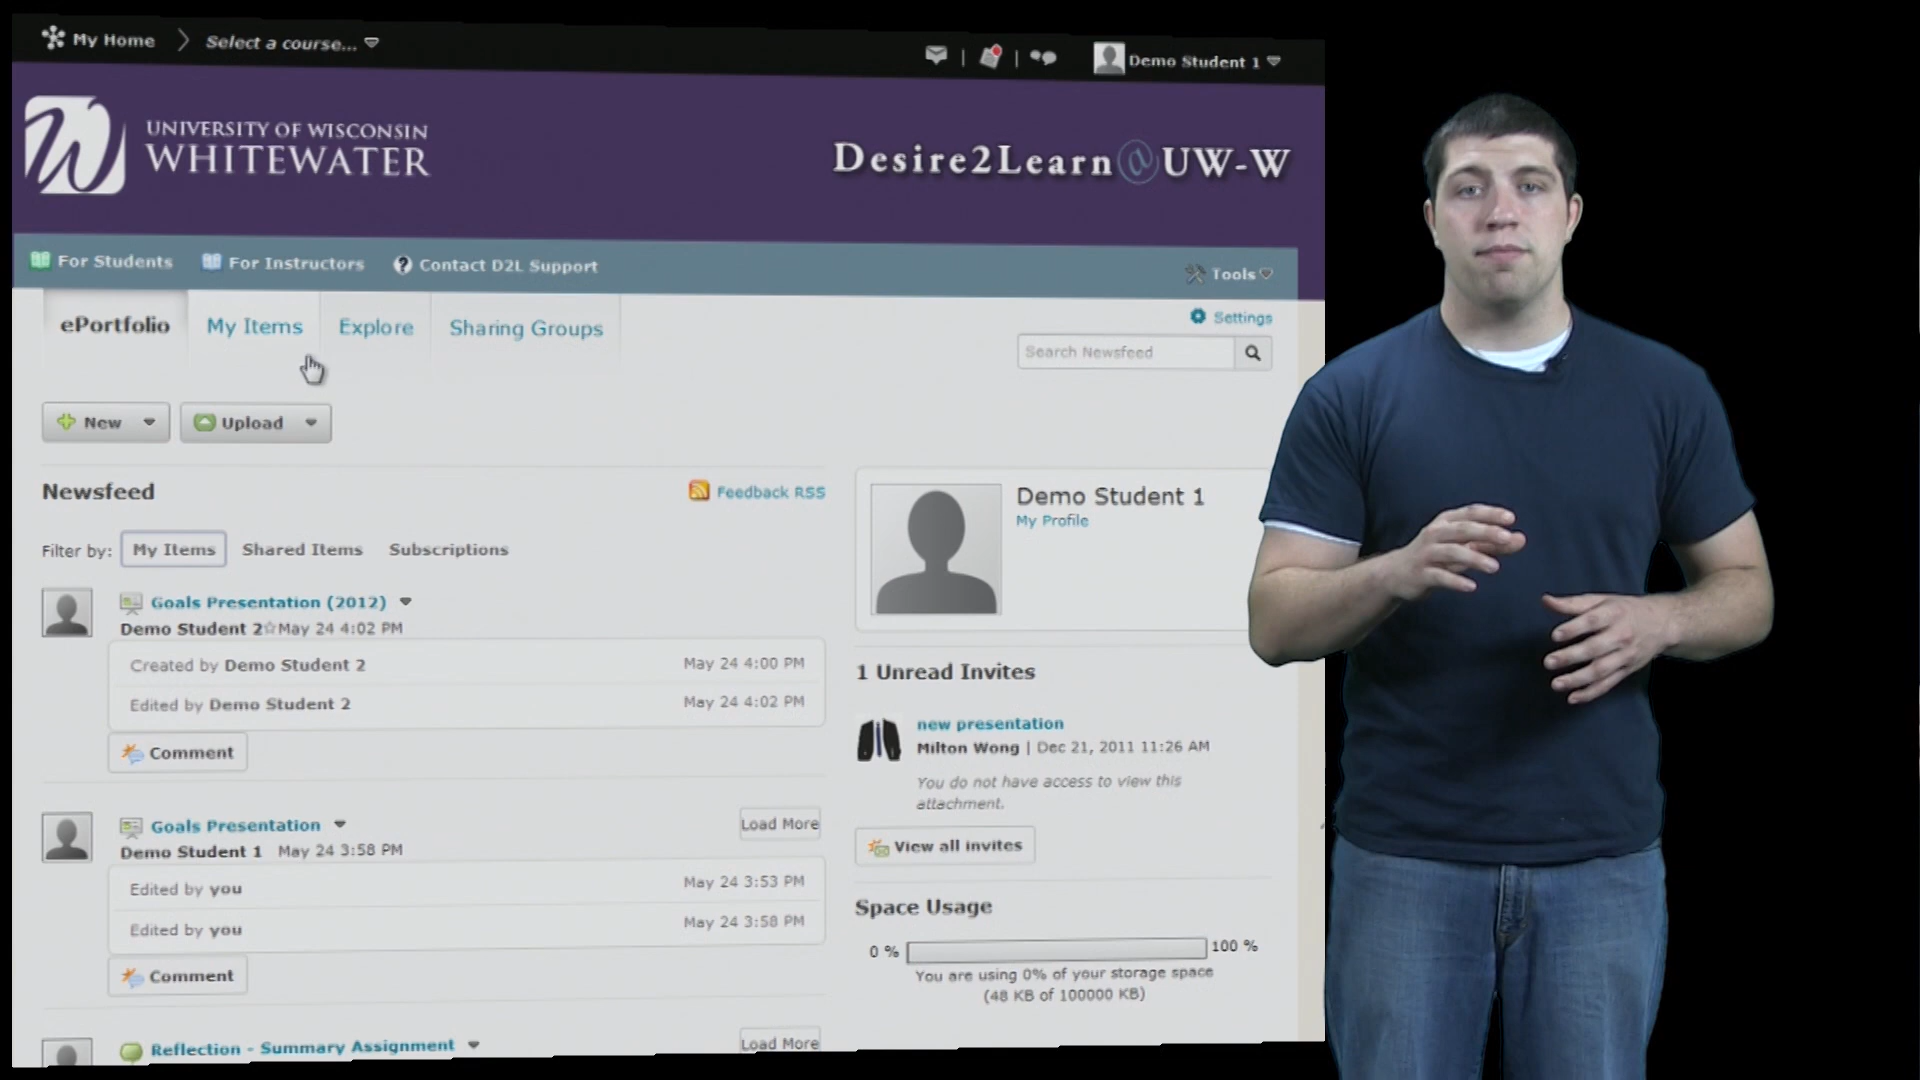 My Home
Select a course...
Demo Student 1
UNIVERSITY OF WISCONSIN
WHITEWATER
Desire2Learn@UW-W
For Students
For Instructors
Contact D2L Support
Tools
ePortfolio
My Items
Explore
Sharing Groups
Settings
Search Newsfeed
New
Upload
Newsfeed
Feedback RSS
Filter by:
My Items
Shared Items
Subscriptions
Goals Presentation (2012)
Demo Student 2 May 24 4:02 PM
Created by Demo Student 2
May 24 4:00 PM
Edited by Demo Student 2
May 24 4:02 PM
Comment
Goals Presentation
Load More
Demo Student 1 May 24 3:58 PM
Edited by you
May 24 3:53 PM
Edited by you
May 24 3:58 PM
Comment
Reflection - Summary Assignment
Load More
Demo Student 1
My Profile
1 Unread Invites
new presentation
Milton Wong | Dec 21, 2011 11:26 AM
You do not have access to view this
attachment.
View all invites
Space Usage
0 %
100 %
You are using 0% of your storage space
(48 KB of 100000 KB)